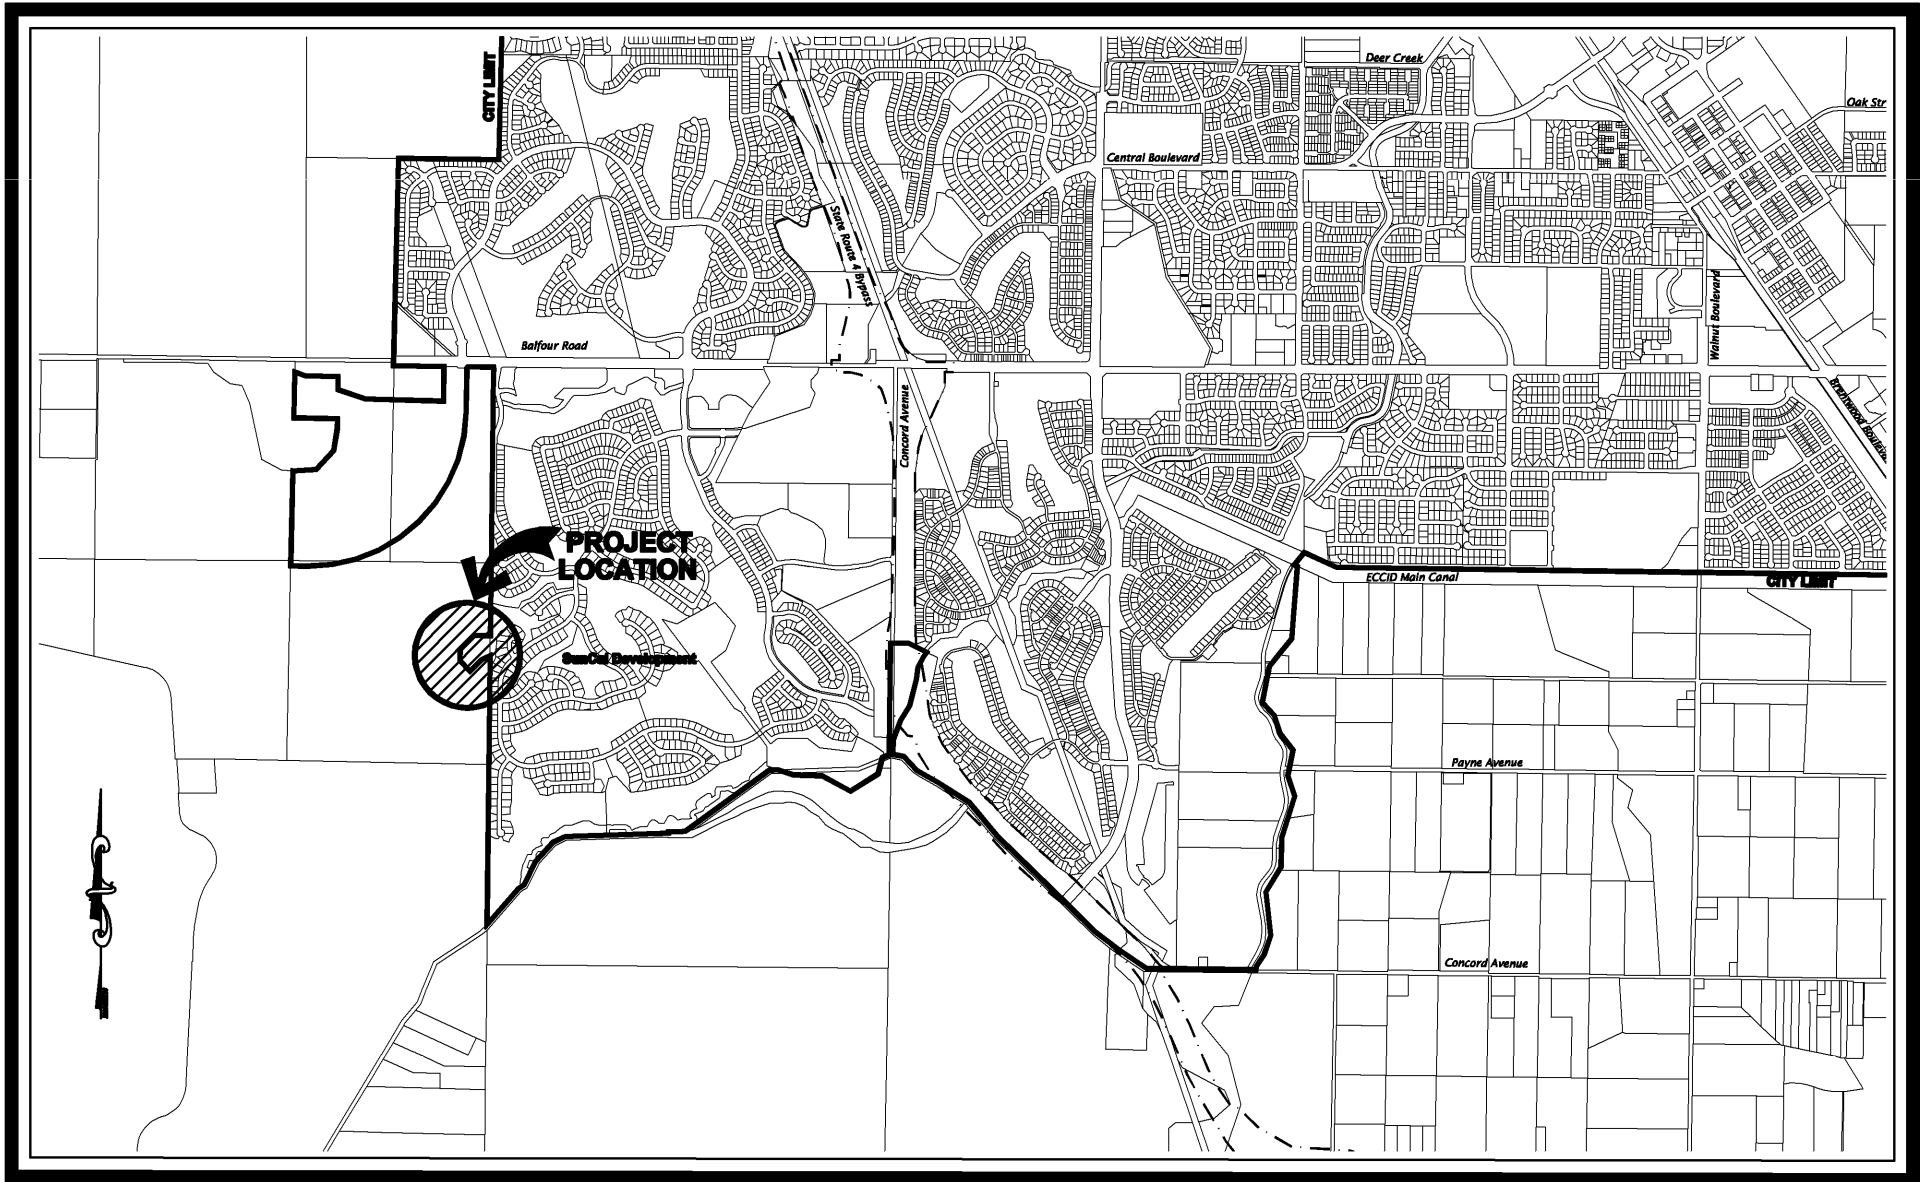 CITY LIMIT
Deer Creek
Oak Str
Central Boulevard
State Route 4 Bypass
Walnut Boulevard
Balfour Road
Brentwood Boulev
Concord Avenue
PROJECT
LOCATION
ECCID Main Canal
CITY LIMIT
SunCal Development
Payne Avenue
Concord Avenue